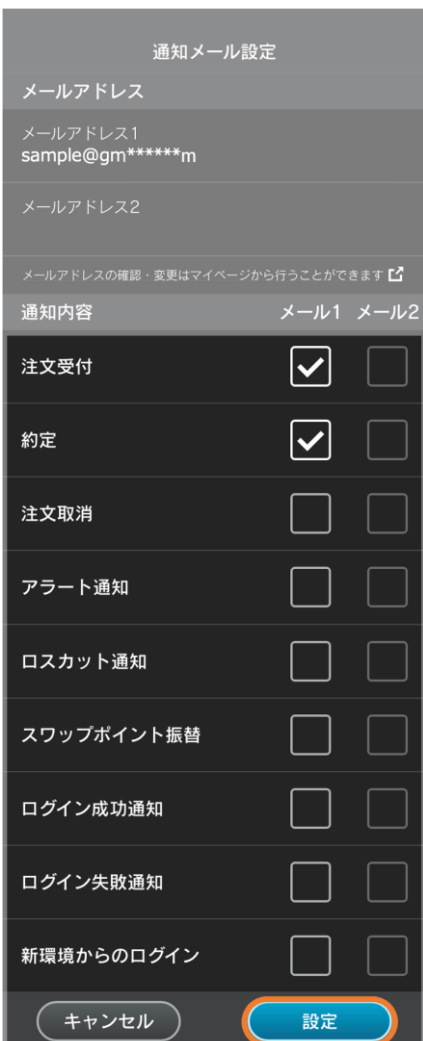 通知メール設定
メールアドレス
メールアドレス1
sample@gm******m
メールアドレス2
メールアドレスの確認・変更はマイページから行うことができます
通知内容 メール1 メール2
注文受付
約定
注文取消
アラート通知
ロスカット通知
スワップポイント振替
ログイン成功通知
ログイン失敗通知
新環境からのログイン
キャンセル 設定